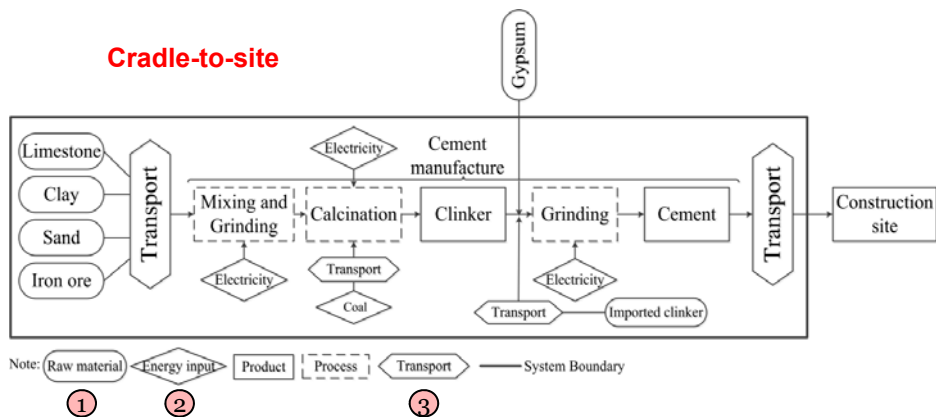 Cradle-to-site
Gypsum
Limestone
Clay
Sand
Iron ore
Transport
Electricity
Cement
manufacture
Mixing and
Grinding
Calcination
Clinker
Grinding
Cement
Transport
Construction
site
Electricity
Transport
Coal
Electricity
Transport
Imported clinker
Note: Raw material Energy input Product Process Transport System Boundary
1 2 3